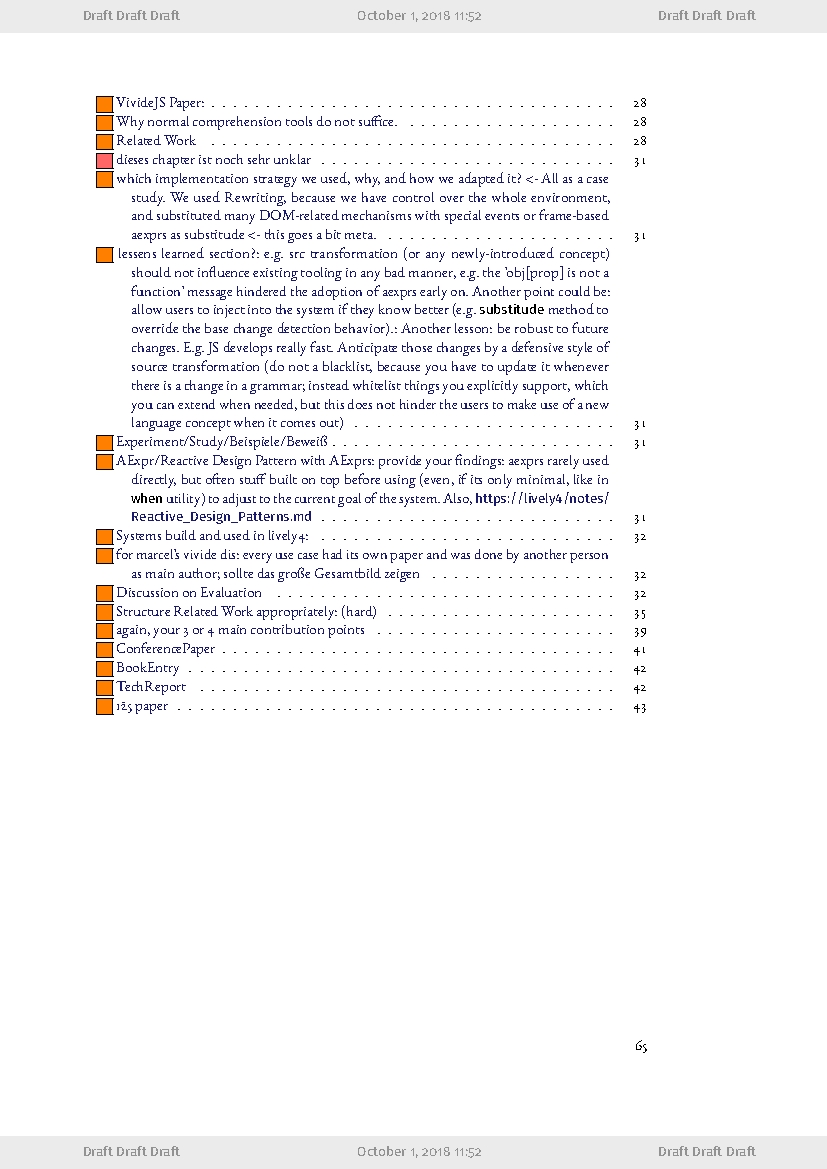 Draft Draft Draft October 1, 2018 11:52 Draft Draft Draft
VivideJS Paper: . . . . . . . . . . . . . . . . . . . . . . . . . . . . . . . . . . . . . 28
Why normal comprehension tools do not suffice. . . . . . . . . . . . . . . . . . . . 28
Related Work . . . . . . . . . . . . . . . . . . . . . . . . . . . . . . . . . . . . . 28
dieses chapter ist noch sehr unklar . . . . . . . . . . . . . . . . . . . . . . . . . . . 31
which implementation strategy we used, why, and how we adapted it? <- All as a case
study. We used Rewriting, because we have control over the whole environment,
and substituted many DOM-related mechanisms with special events or frame-based
aexprs as substitude <- this goes a bit meta. . . . . . . . . . . . . . . . . . . . . . 31
lessens learned section?: e.g. src transformation (or any newly-introduced concept)
should not influence existing tooling in any bad manner, e.g. the 'obj[prop] is not a
function' message hindered the adoption of aexprs early on. Another point could be:
allow users to inject into the system if they know better (e.g. substitude method to
override the base change detection behavior).: Another lesson: be robust to future
changes. E.g. JS develops really fast. Anticipate those changes by a defensive style of
source transformation (do not a blacklist, because you have to update it whenever
there is a change in a grammar; instead whitelist things you explicitly support, which
you can extend when needed, but this does not hinder the users to make use of a new
language concept when it comes out) . . . . . . . . . . . . . . . . . . . . . . . . 31
Experiment/Study/Beispiele/Beweiß . . . . . . . . . . . . . . . . . . . . . . . . . . 31
AExpr/Reactive Design Pattern with AExprs: provide your findings: aexprs rarely used
directly, but often stuff built on top before using (even, if its only minimal, like in
when utility) to adjust to the current goal of the system. Also, https://lively4/notes/
Reactive_Design_Patterns.md . . . . . . . . . . . . . . . . . . . . . . . . . . . 31
Systems build and used in lively4: . . . . . . . . . . . . . . . . . . . . . . . . . . . . 32
for marcel's vivide dis: every use case had its own paper and was done by another person
as main author; sollte das große Gesamtbild zeigen . . . . . . . . . . . . . . . . . 32
Discussion on Evaluation . . . . . . . . . . . . . . . . . . . . . . . . . . . . . . . 32
Structure Related Work appropriately: (hard) . . . . . . . . . . . . . . . . . . . . . 35
again, your 3 or 4 main contribution points . . . . . . . . . . . . . . . . . . . . . . 39
ConferencePaper . . . . . . . . . . . . . . . . . . . . . . . . . . . . . . . . . . . . 41
BookEntry . . . . . . . . . . . . . . . . . . . . . . . . . . . . . . . . . . . . . . . 42
TechReport . . . . . . . . . . . . . . . . . . . . . . . . . . . . . . . . . . . . . . 42
125 paper . . . . . . . . . . . . . . . . . . . . . . . . . . . . . . . . . . . . . . . . 43
65
Draft Draft Draft October 1, 2018 11:52 Draft Draft Draft